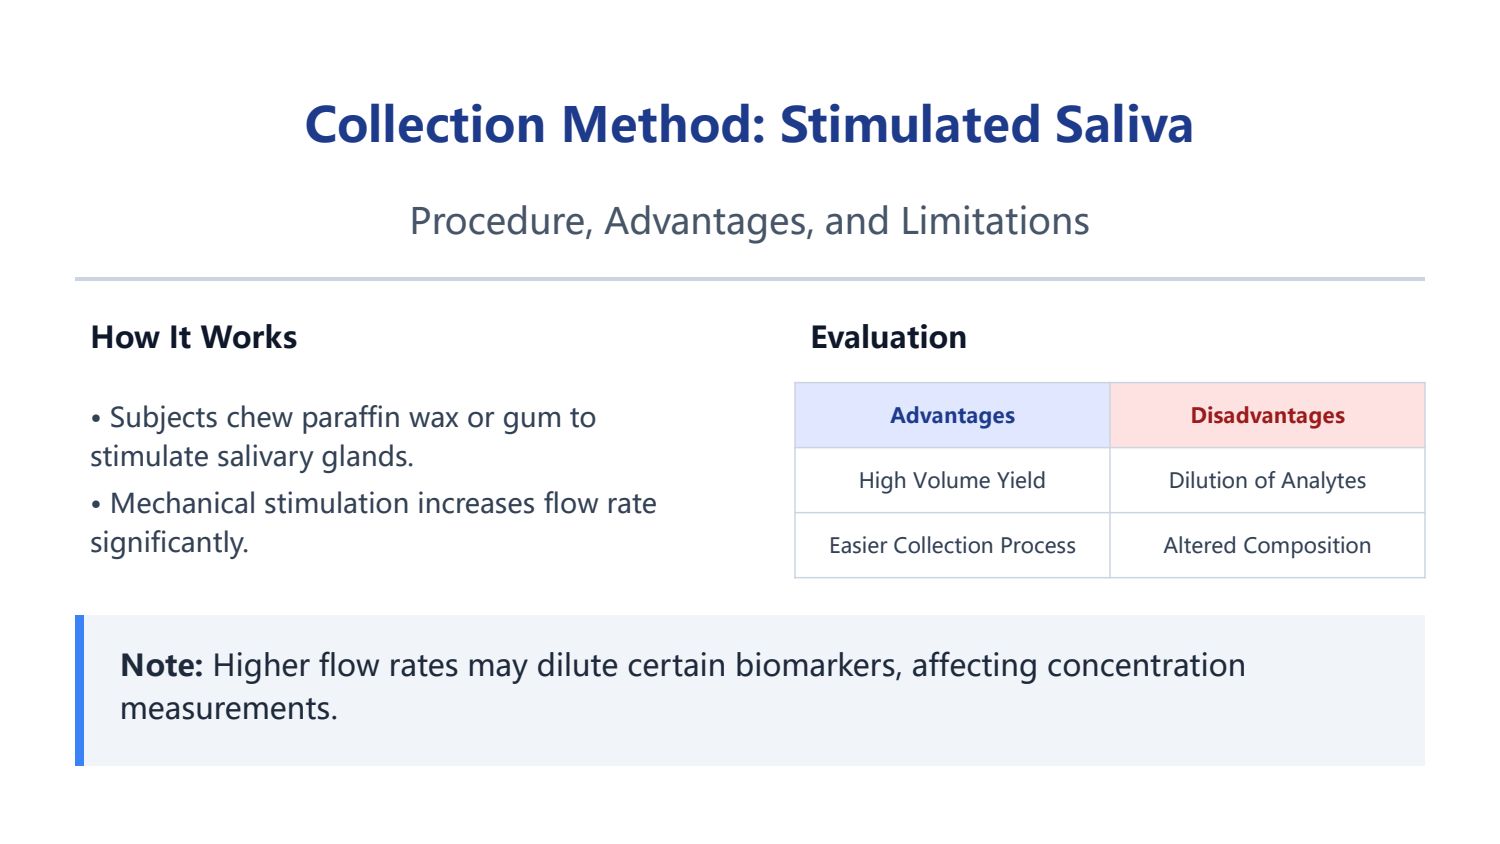 Collection Method: Stimulated Saliva
Procedure, Advantages, and Limitations
How It Works
• Subjects chew paraffin wax or gum to
stimulate salivary glands.
• Mechanical stimulation increases flow rate
significantly.
Evaluation
Advantages Disadvantages
High Volume Yield Dilution of Analytes
Easier Collection Process Altered Composition
Note: Higher flow rates may dilute certain biomarkers, affecting concentration
measurements.